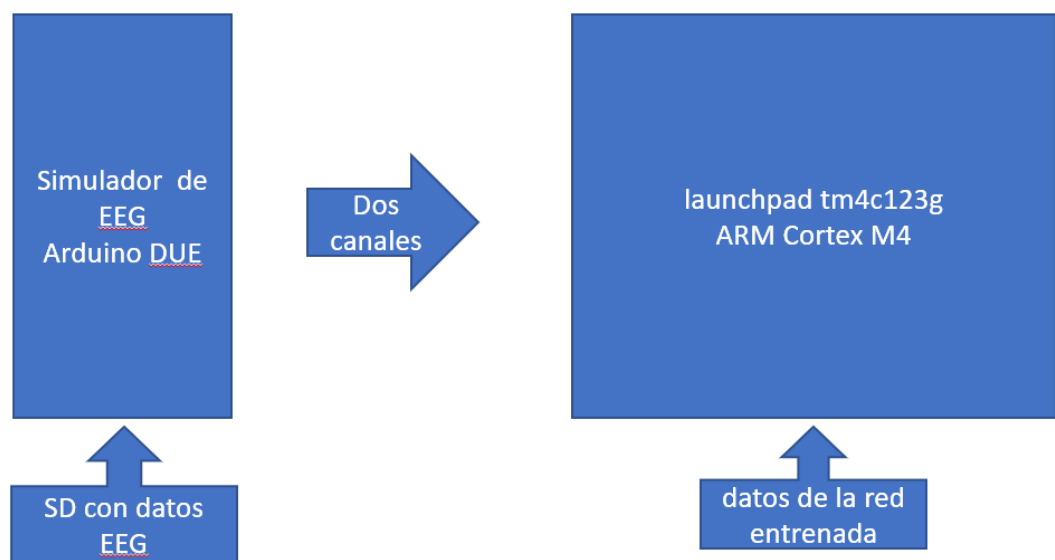 Simulador de
EEG
Arduino DUE
Dos
canales
launchpad tm4c123g
ARM Cortex M4
SD con datos
EEG
datos de la red
entrenada